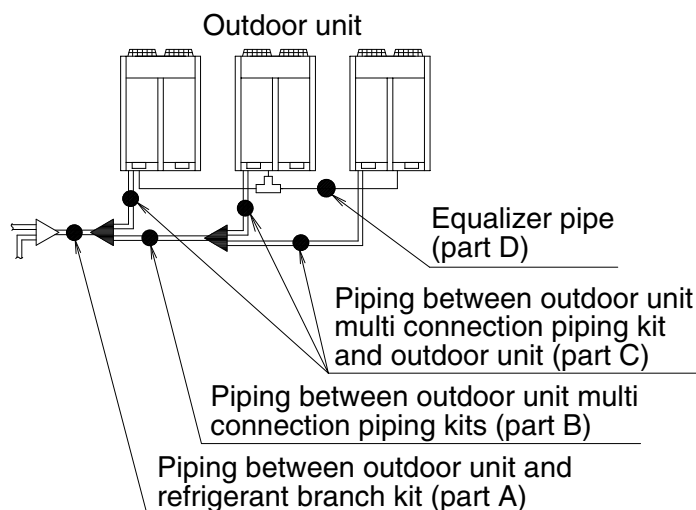 Outdoor unit
Equalizer pipe
(part D)
Piping between outdoor unit
multi connection piping kit
and outdoor unit (part C)
Piping between outdoor unit multi
connection piping kits (part B)
Piping between outdoor unit and
refrigerant branch kit (part A)